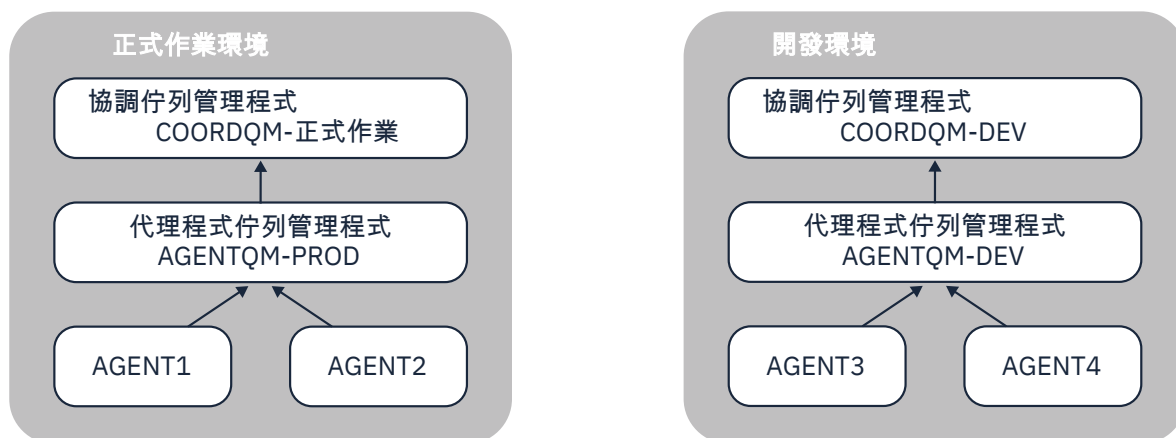 正式作業環境
協調佇列管理程式
COORDQM-正式作業
代理程式佇列管理程式
AGENTQM-PROD
AGENT1
AGENT2
開發環境
協調佇列管理程式
COORDQM-DEV
代理程式佇列管理程式
AGENTQM-DEV
AGENT3
AGENT4